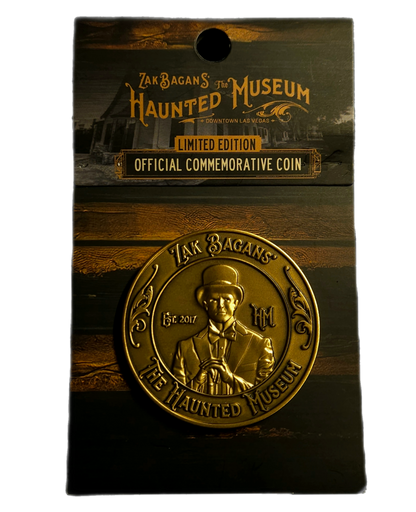 Zak Bagans' The
Haunted Museum
Downtown Las Vegas
LIMITED EDITION
OFFICIAL COMMEMORATIVE COIN
Zak Bagans'
Est. 2017 HM
The Haunted Museum